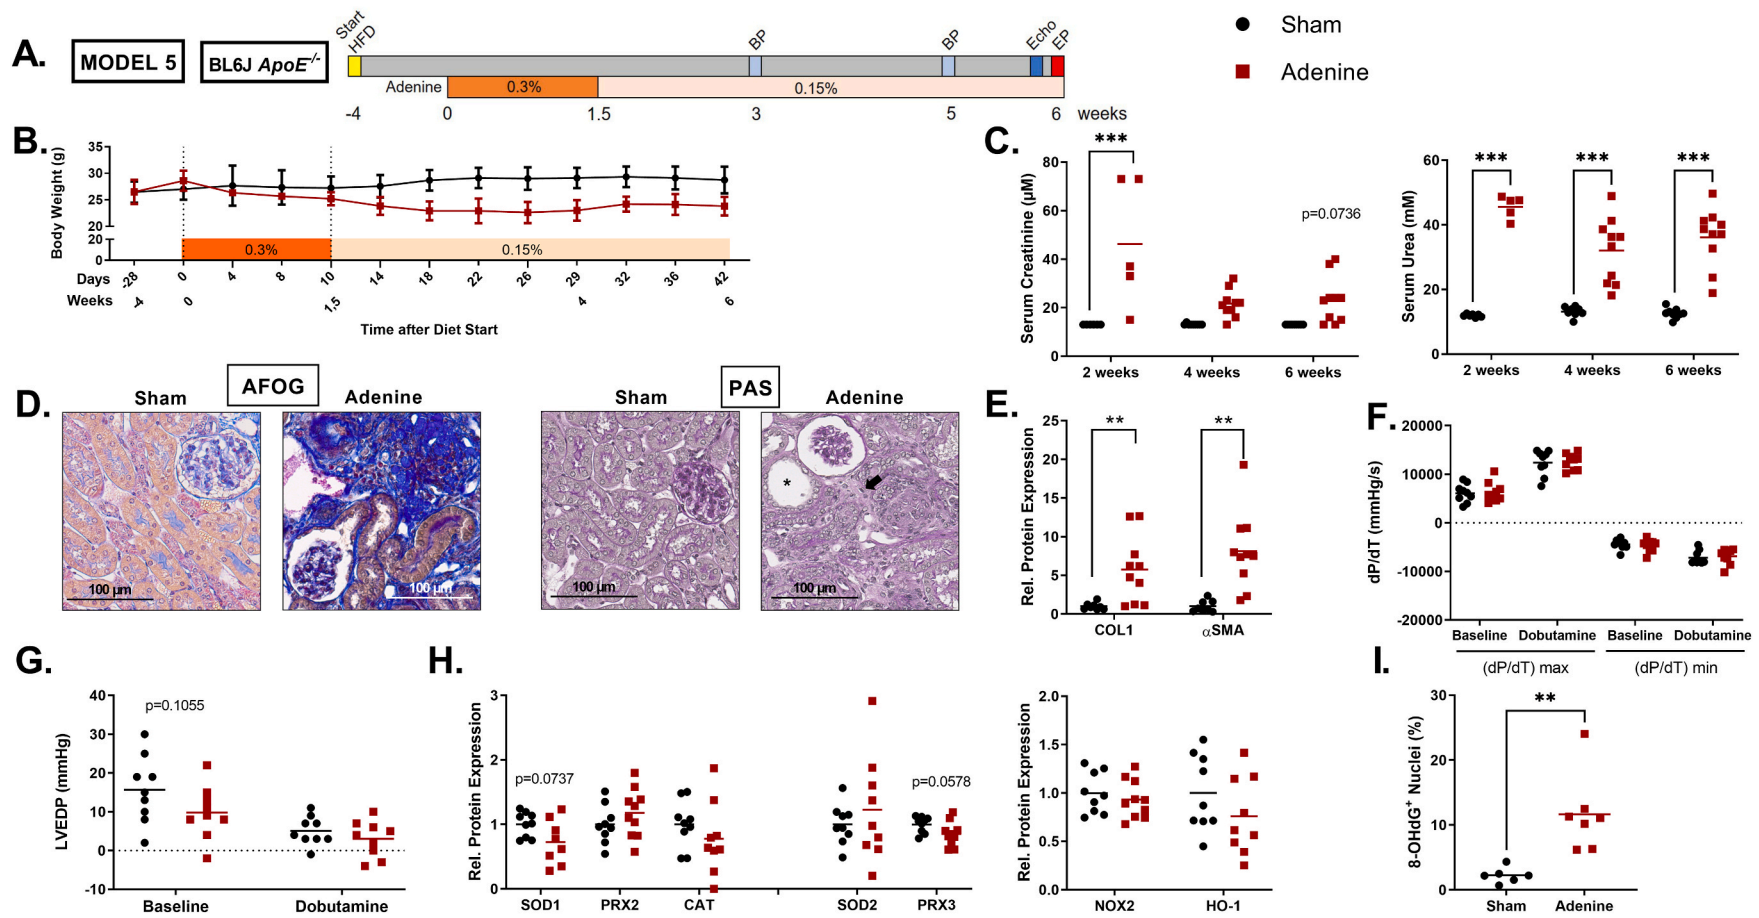 A.
MODEL 5
BL6J ApoE-/-
Start
HFD
BP
BP
Echo
EP
Adenine
0.3%
0.15%
-4
0
1.5
3
5
6
weeks
Sham
Adenine
B.
Body Weight (g)
35
30
25
20
20
0
0.3%
0.15%
Days
-28
0
4
8
10
14
18
22
26
29
32
36
42
Weeks
-4
0
1,5
4
6
Time after Diet Start
C.
Serum Creatinine (µM)
80
60
40
20
0
***
p=0.0736
2 weeks
4 weeks
6 weeks
Serum Urea (mM)
60
40
20
0
***
***
***
2 weeks
4 weeks
6 weeks
D.
AFOG
Sham
Adenine
100 µm
100 µm
PAS
Sham
Adenine
*
100 µm
100 µm
E.
Rel. Protein Expression
25
20
15
10
5
0
**
**
COL1
αSMA
F.
dP/dT (mmHg/s)
20000
10000
0
-10000
-20000
Baseline
Dobutamine
Baseline
Dobutamine
(dP/dT) max
(dP/dT) min
G.
LVEDP (mmHg)
40
30
20
10
0
-10
p=0.1055
Baseline
Dobutamine
H.
Rel. Protein Expression
3
2
1
0
p=0.0737
p=0.0578
SOD1
PRX2
CAT
SOD2
PRX3
Rel. Protein Expression
2.0
1.5
1.0
0.5
0.0
NOX2
HO-1
I.
8-OHdG+ Nuclei (%)
30
20
10
0
**
Sham
Adenine